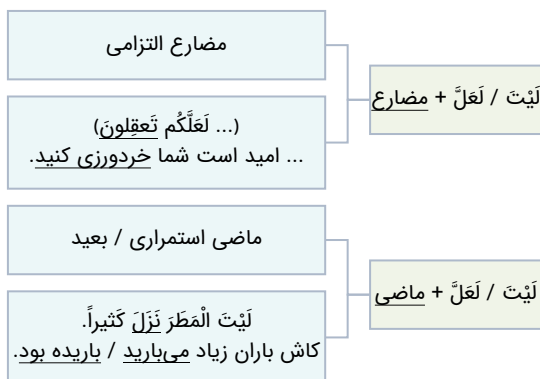 لَیْتَ / لَعَلَّ + مضارع
مضارع التزامی
(... لَعَلَّکُم تَعقِلونَ)
... امید است شما خردورزی کنید.
لَیْتَ / لَعَلَّ + ماضی
ماضی استمراری / بعید
لَیْتَ الْمَطَرَ نَزَلَ کَثیراً.
کاش باران زیاد می‌بارید / باریده بود.